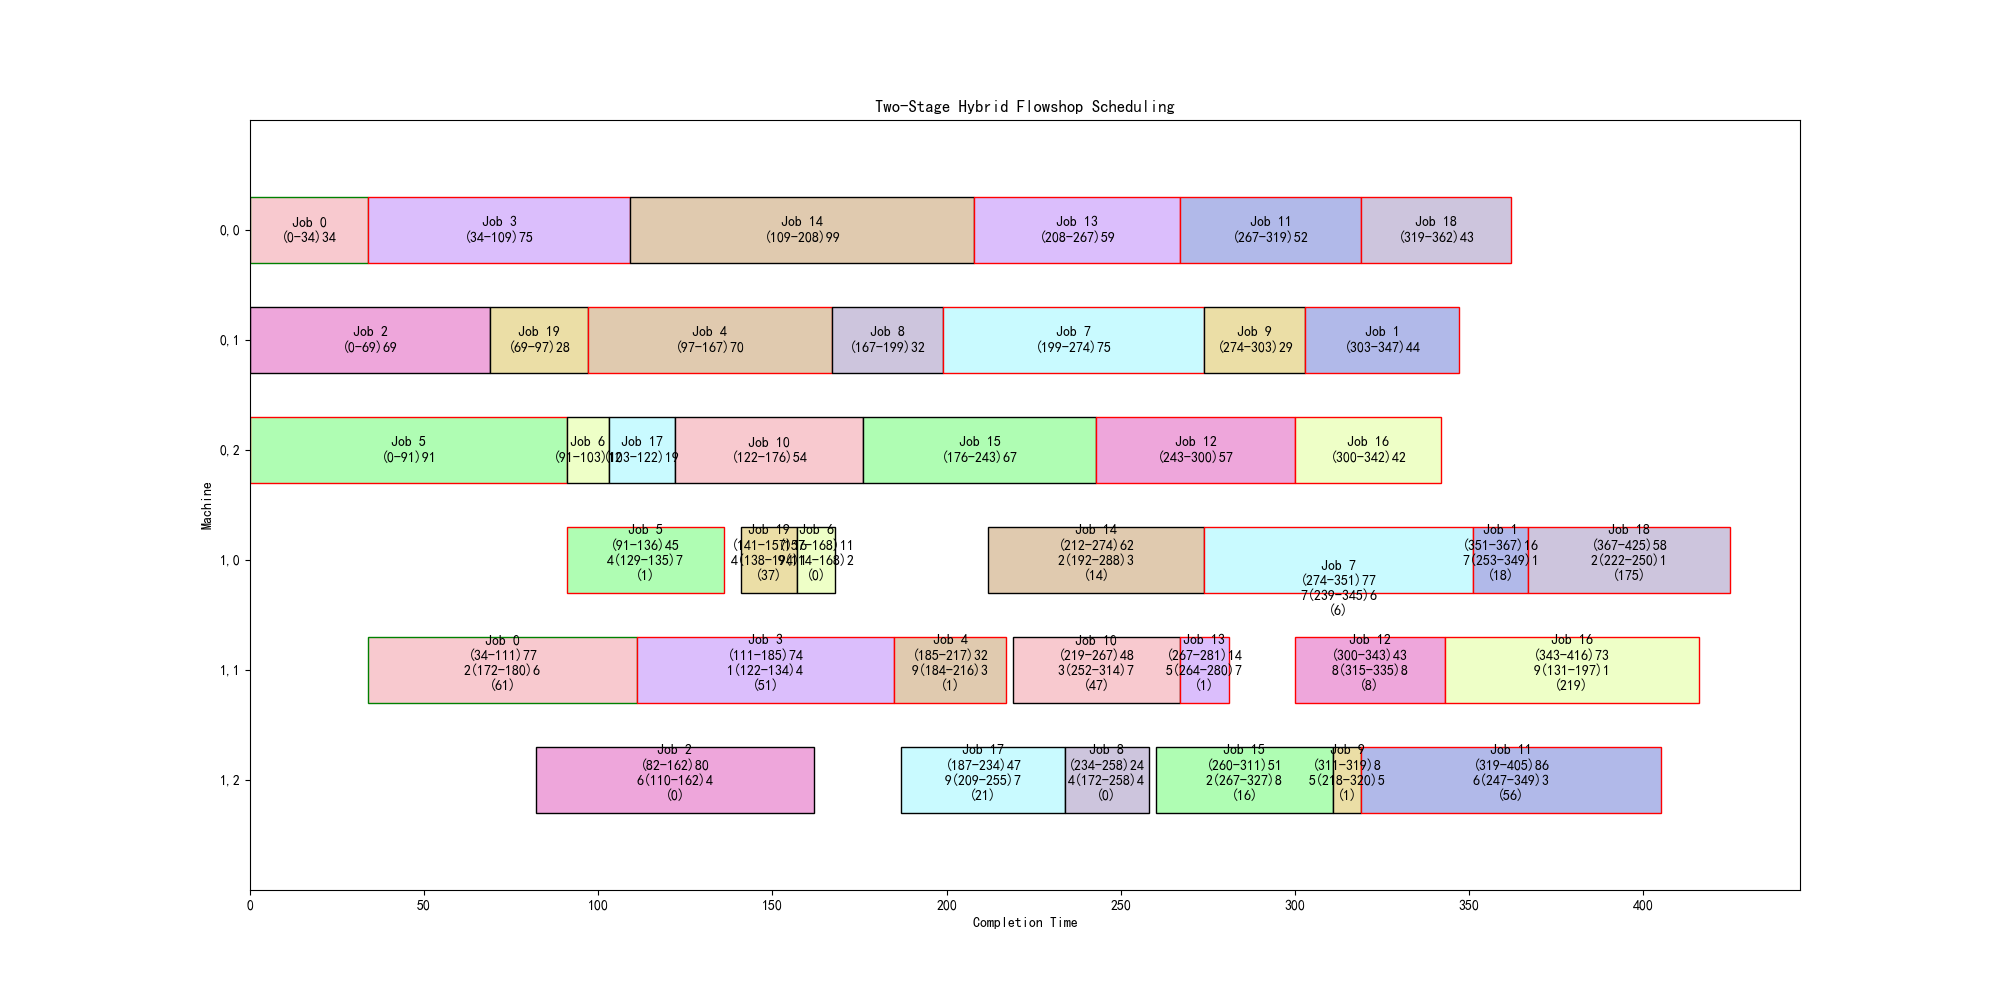 Two-Stage Hybrid Flowshop Scheduling
0,0
Job 0
(0-34)34
Job 3
(34-109)75
Job 14
(109-208)99
Job 13
(208-267)59
Job 11
(267-319)52
Job 18
(319-362)43
0,1
Job 2
(0-69)69
Job 19
(69-97)28
Job 4
(97-167)70
Job 8
(167-199)32
Job 7
(199-274)75
Job 9
(274-303)29
Job 1
(303-347)44
0,2
Job 5
(0-91)91
Job 6
(91-103)12
Job 17
(103-122)19
Job 10
(122-176)54
Job 15
(176-243)67
Job 12
(243-300)57
Job 16
(300-342)42
Machine
1,0
Job 5
(91-136)45
4(129-135)7
(1)
Job 19
(141-157)16
(37)
Job 6
(157-168)11
(0)
Job 14
(212-274)62
2(192-288)3
(14)
Job 7
(274-351)77
7(239-345)6
(6)
Job 1
(351-367)16
7(253-349)1
(18)
Job 18
(367-425)58
2(222-250)1
(175)
1,1
Job 0
(34-111)77
2(172-180)6
(61)
Job 3
(111-185)74
1(122-134)4
(51)
Job 4
(185-217)32
9(184-216)3
(1)
Job 10
(219-267)48
3(252-314)7
(47)
Job 13
(267-281)14
5(264-280)7
(1)
Job 12
(300-343)43
8(315-335)8
(8)
Job 16
(343-416)73
9(131-197)1
(219)
1,2
Job 2
(82-162)80
6(110-162)4
(0)
Job 17
(187-234)47
9(209-255)7
(21)
Job 8
(234-258)24
4(172-258)4
(0)
Job 15
(260-311)51
2(267-327)8
(16)
Job 9
(311-319)8
5(218-320)5
(1)
Job 11
(319-405)86
6(247-349)3
(56)
0
50
100
150
200
250
300
350
400
Completion Time